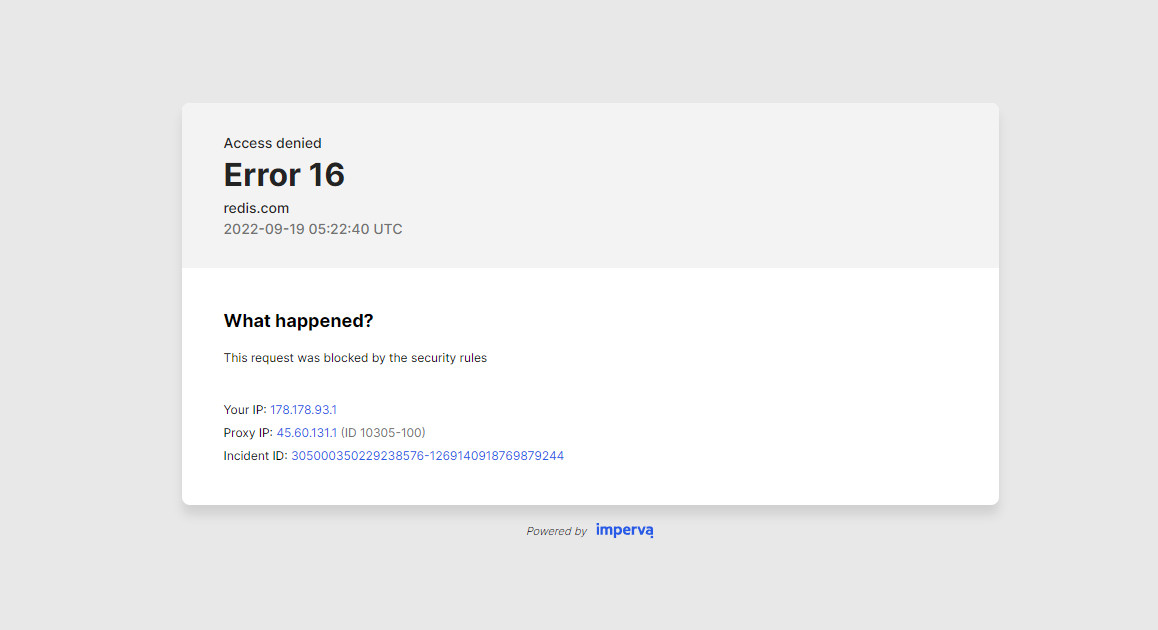 Access denied
Error 16
redis.com
2022-09-19 05:22:40 UTC
What happened?
This request was blocked by the security rules
Your IP: 178.178.93.1
Proxy IP: 45.60.131.1 (ID 10305-100)
Incident ID: 305000350229238576-1269140918769879244
Powered by imperva